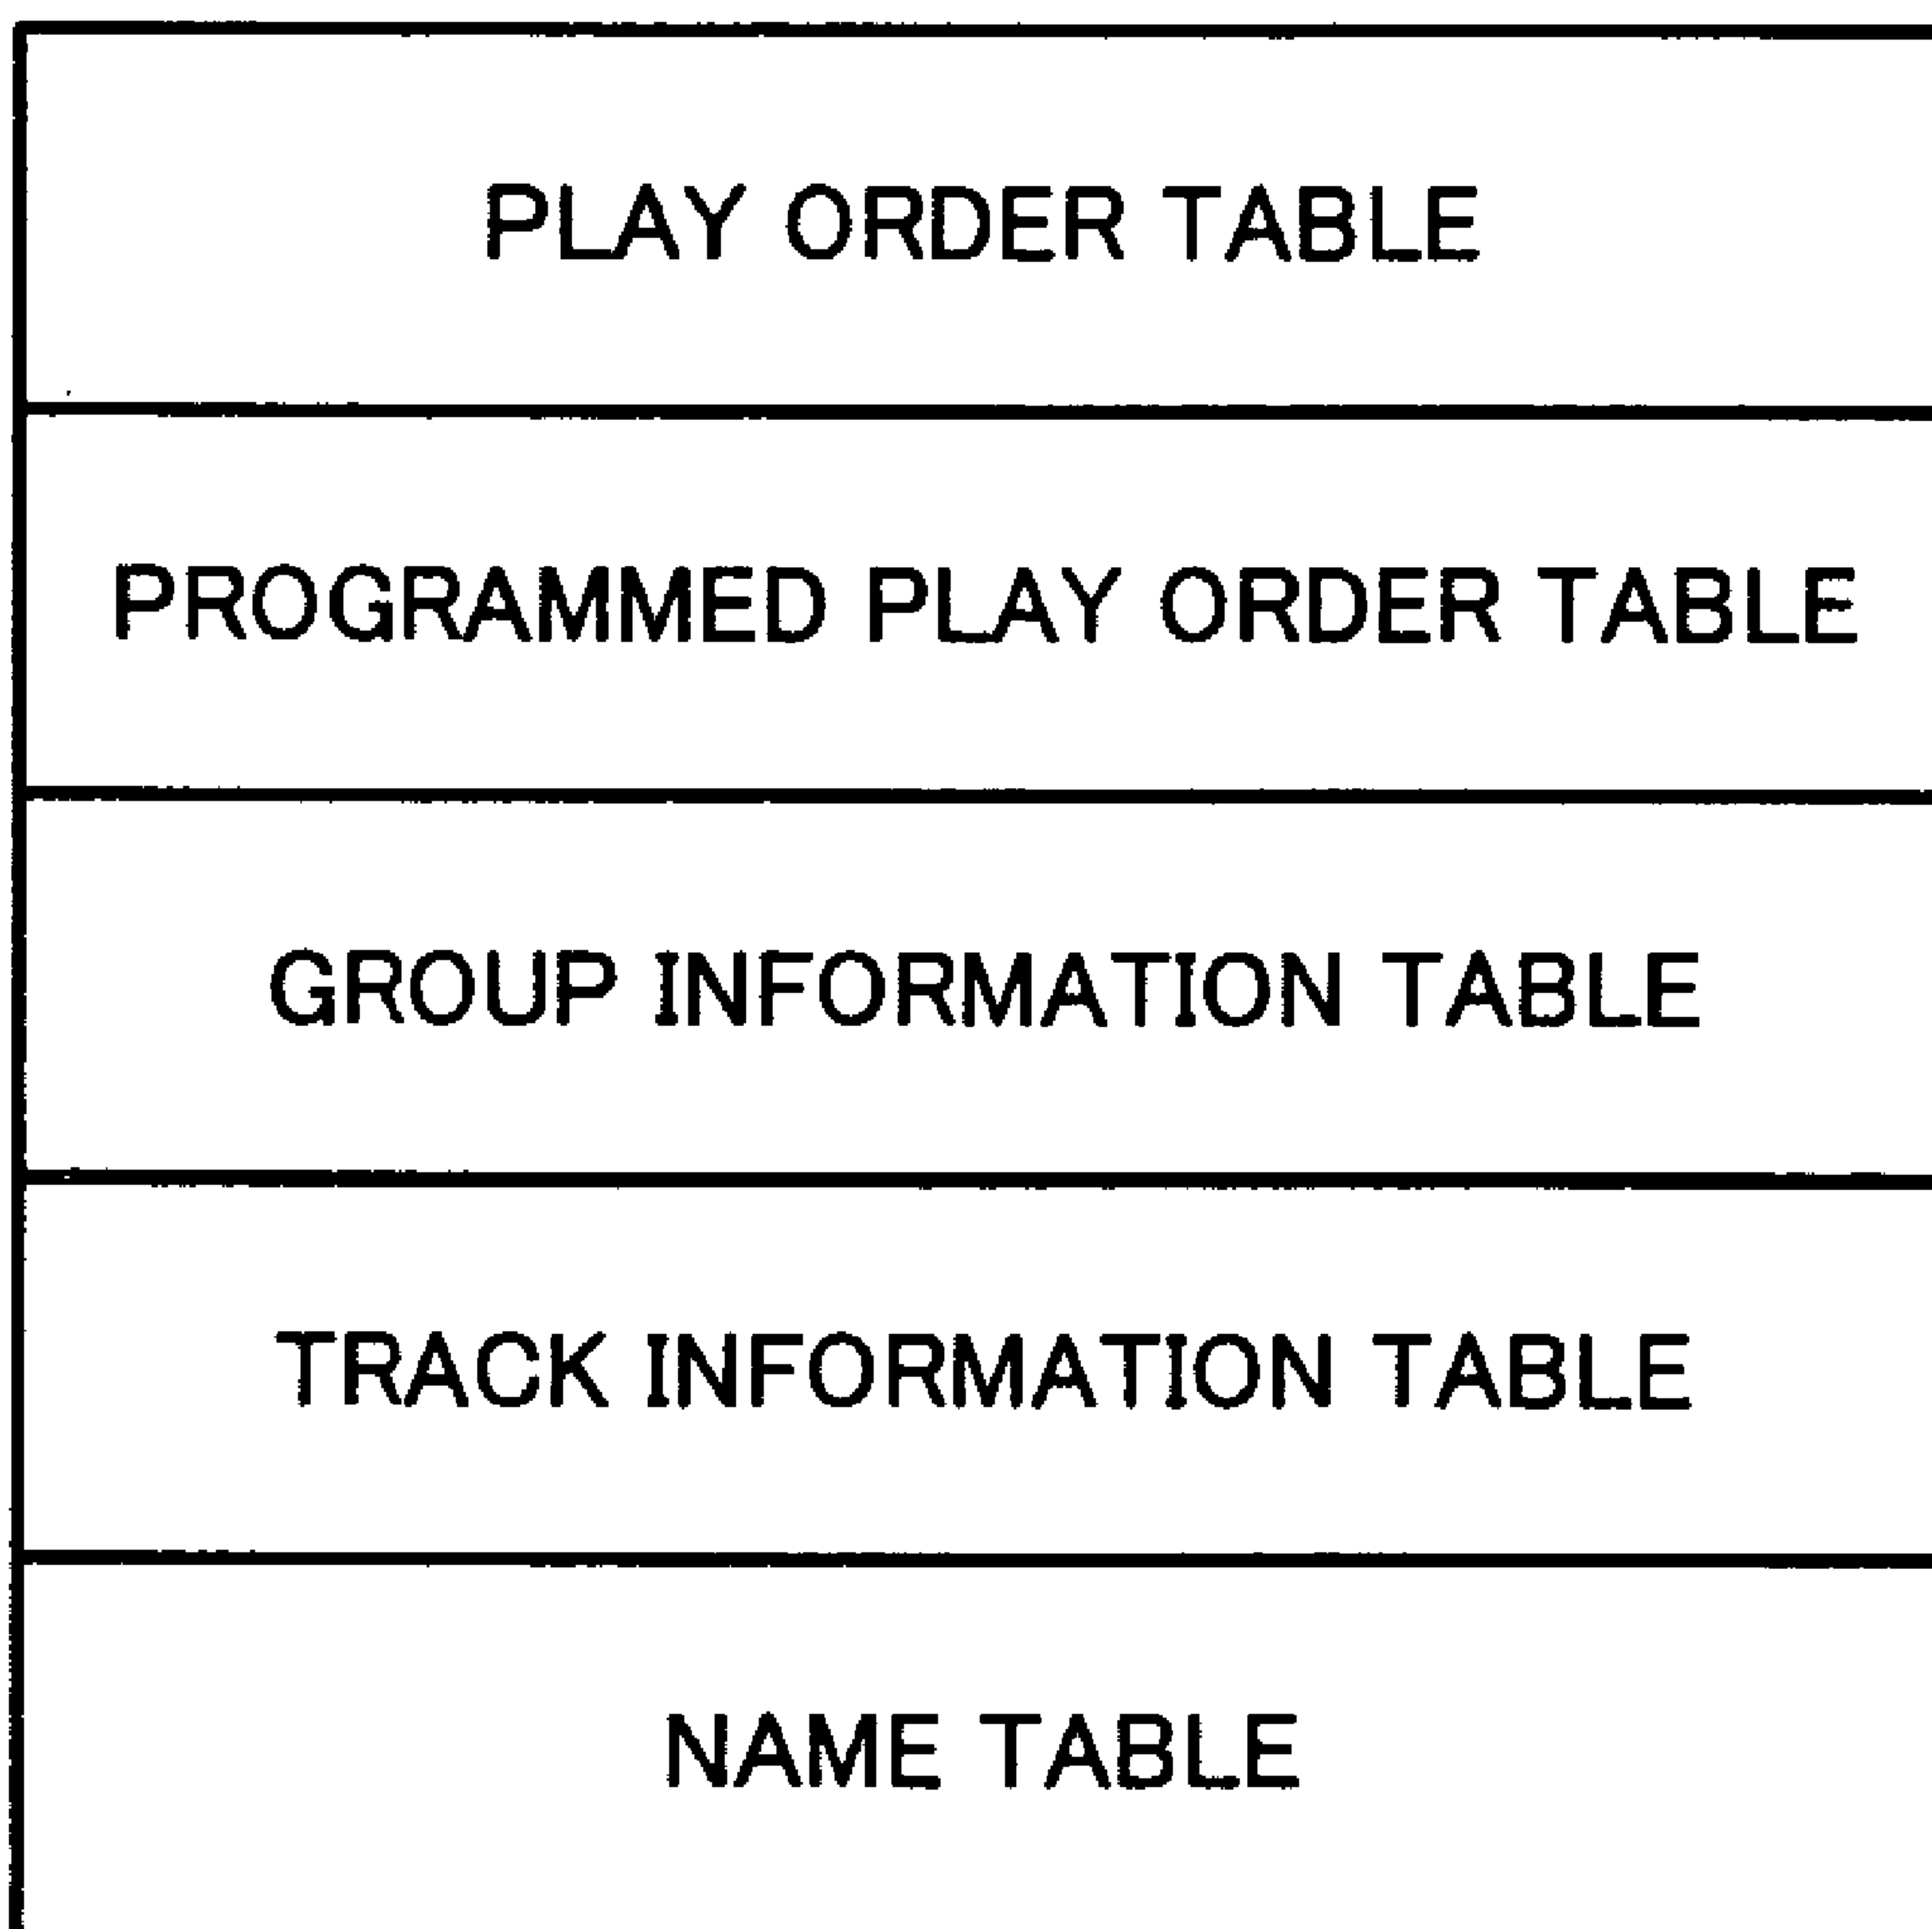 PLAY ORDER TABLE
PROGRAMMED PLAY ORDER TABLE
GROUP INFORMATION TABLE
TRACK INFORMATION TABLE
NAME TABLE